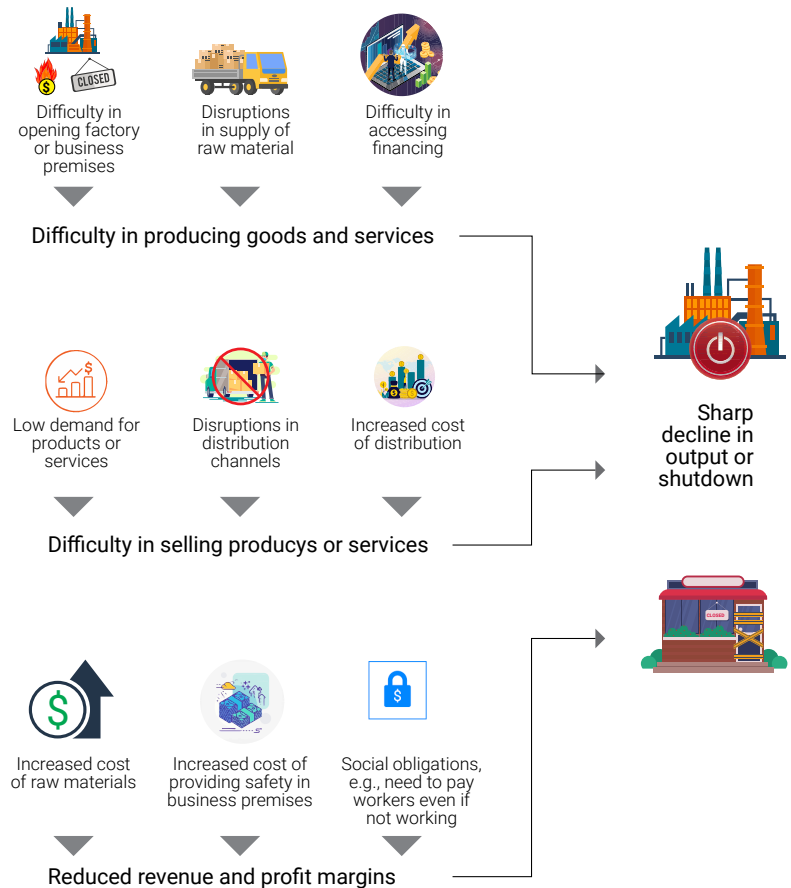 CLOSED
Difficulty in
opening factory
or business
premises
Disruptions
in supply of
raw material
Difficulty in
accessing
financing
Difficulty in producing goods and services
Low demand for
products or
services
Disruptions in
distribution
channels
Increased cost
of distribution
Difficulty in selling producys or services
Sharp
decline in
output or
shutdown
CLOSED
Increased cost
of raw materials
Increased cost of
providing safety in
business premises
Social obligations,
e.g., need to pay
workers even if
not working
Reduced revenue and profit margins